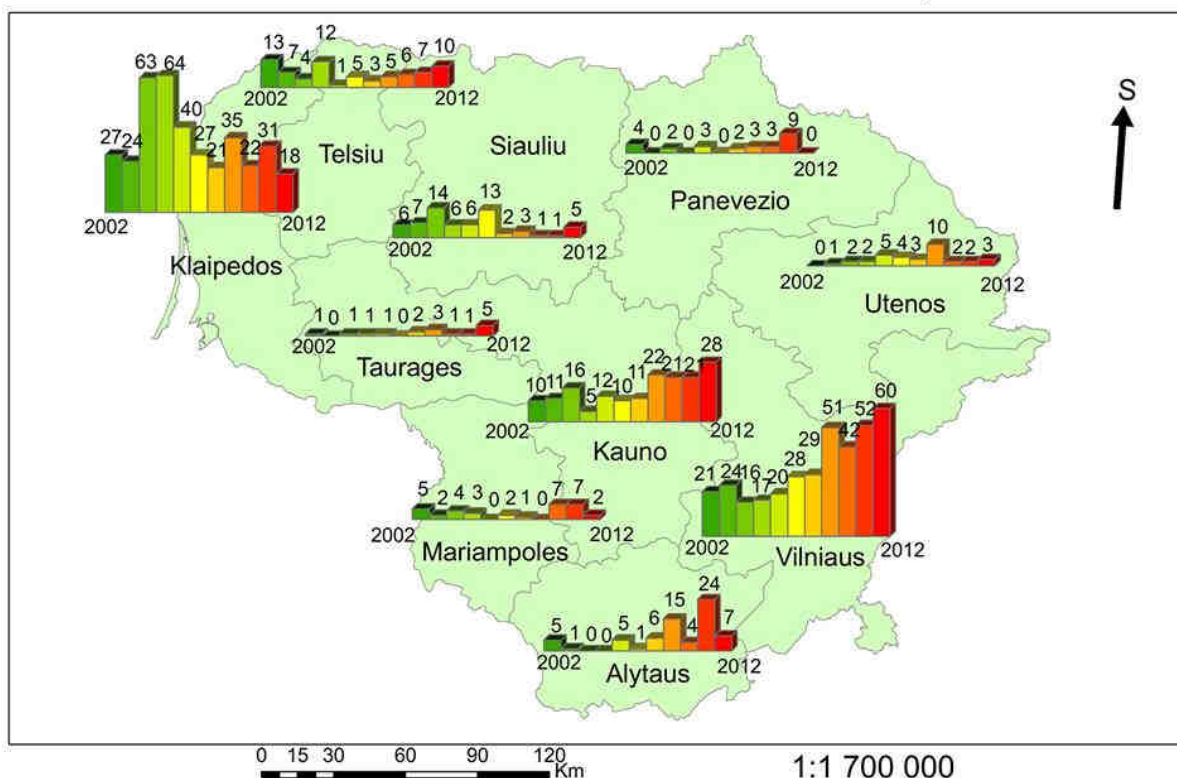 S
13 7 4 12 1 5 3 5 6 7 10
2002 2012
Telsiu
27 24 63 64 40 27 21 35 22 31 18
2002 2012
Klaipedos
Siauliu
6 7 14 6 6 13 2 3 1 1 5
2002 2012
4 0 2 0 3 0 2 3 3 9 0
2002 2012
Panevezio
0 1 2 2 5 4 3 10 2 2 3
2002 2012
Utenos
1 0 1 1 1 0 2 3 1 1 5
2002 2012
Taurages
10 11 16 5 12 10 11 22 21 28
2002 2012
Kauno
21 24 16 17 20 28 29 51 42 52 60
2002 2012
Vilniaus
5 2 4 3 0 2 1 0 7 7 2
2002 2012
Mariampoles
5 1 0 0 5 1 6 15 4 24 7
2002 2012
Alytaus
0 15 30 60 90 120
Km
1:1 700 000